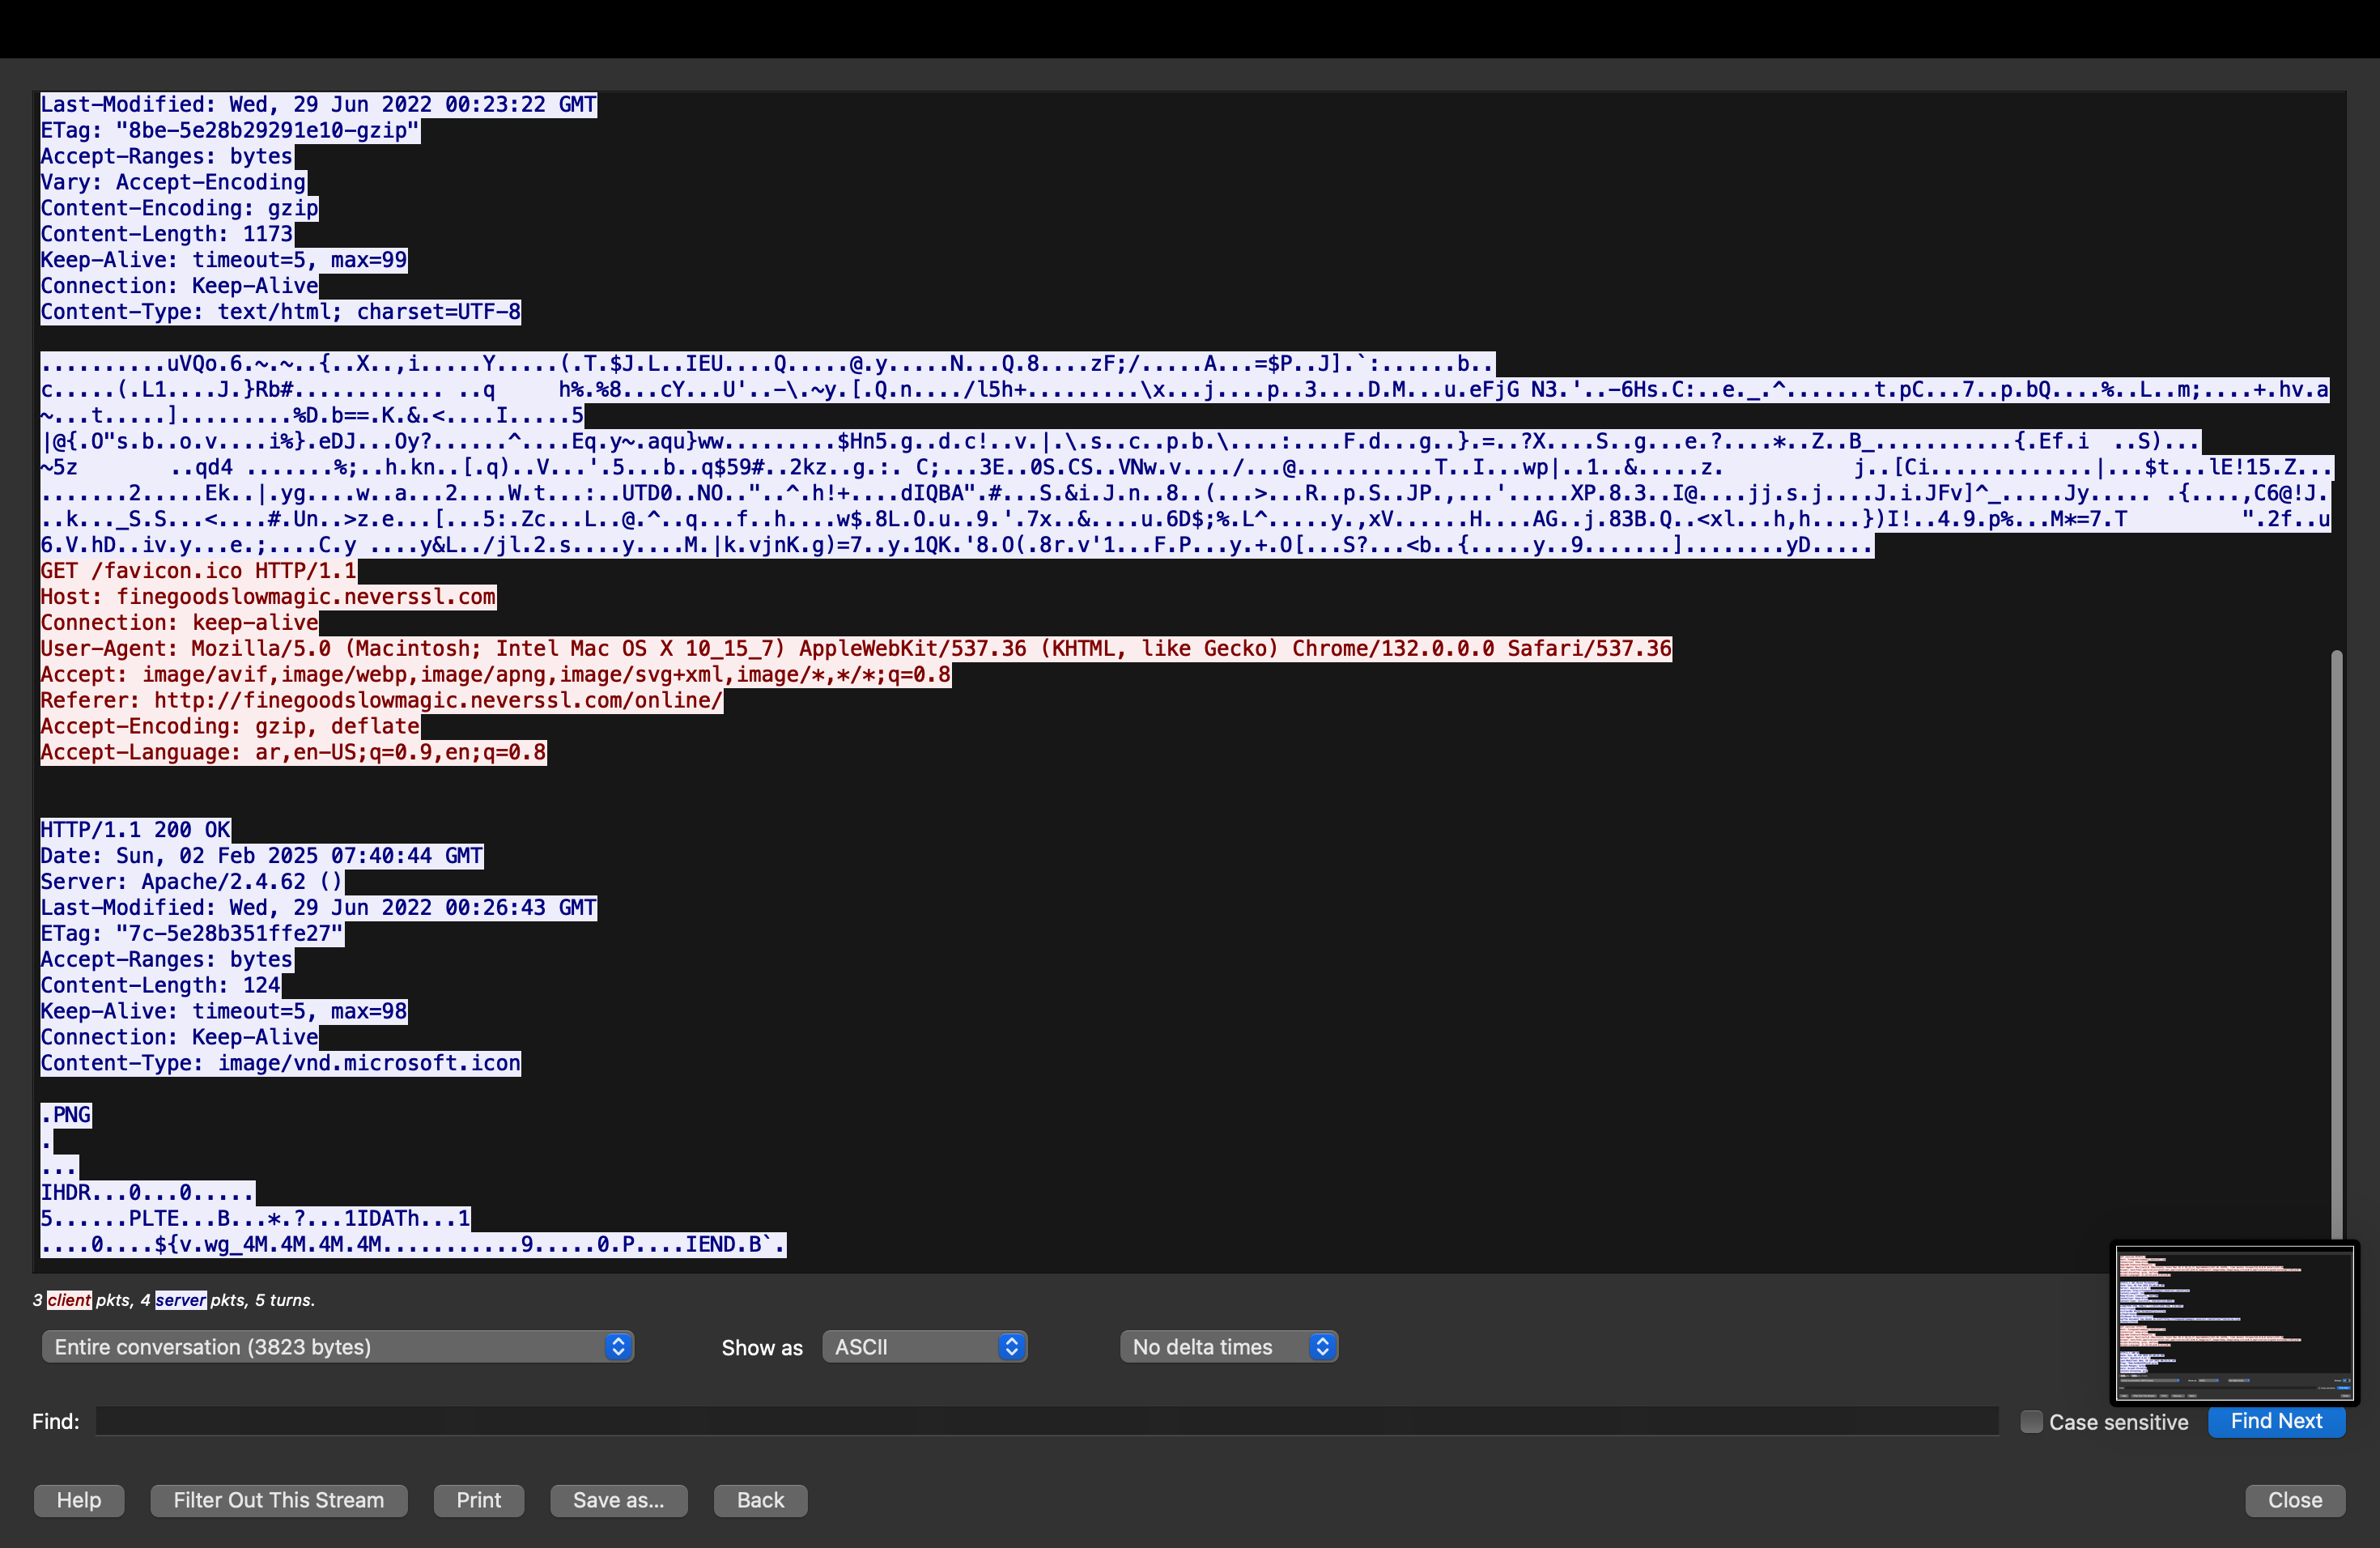 Last-Modified: Wed, 29 Jun 2022 00:23:22 GMT
ETag: "8be-5e28b29291e10-gzip"
Accept-Ranges: bytes
Vary: Accept-Encoding
Content-Encoding: gzip
Content-Length: 1173
Keep-Alive: timeout=5, max=99
Connection: Keep-Alive
Content-Type: text/html; charset=UTF-8
..........uVQo.6.~.~..{..X..,i.....Y.....(.T.$J.L..IEU....Q.....@.y.....N...Q.8....zF;/.....A...=$P..J].`:......b..
c.....(.L1....J.}Rb#............ ..q     h%.%8...cY...U'..-\.~y.[.Q.n..../l5h+.........\x...j....p..3....D.M...u.eFjG N3.'..-6Hs.C:..e._.^.......t.pC...7..p.bQ....%..L..m;....+.hv.a
~...t.....].........%D.b==.K.&.<....I.....5
|@{.O"s.b..o.v....i%}.eDJ...Oy?......^....Eq.y~.aqu}ww.........$Hn5.g..d.c!..v.|.\.s..c..p.b.\....:....F.d...g..}.=..?X....S..g...e.?....*..Z..B_...........{.Ef.i  ..S)...
~5z       ..qd4 .......%;..h.kn..[.q)..V...'.5...b..q$59#..2kz..g.:. C;...3E..0S.CS..VNw.v..../...@...........T..I...wp|..1..&.....z.          j..[Ci.............|...$t...lE!15.Z...
.......2.....Ek..|.yg....w..a...2....W.t...:..UTD0..NO.."..^.h!+....dIQBA".#...S.&i.J.n..8..(...>...R..p.S..JP.,...'.....XP.8.3..I@....jj.s.j....J.i.JFv]^_.....Jy..... .{....,C6@!J.
..k..._S.S...<....#.Un..>z.e...[...5:.Zc...L..@.^..q...f..h....w$.8L.O.u..9.'.7x..&....u.6D$;%.L^.....y.,xV......H....AG..j.83B.Q..<xl...h,h....})I!..4.9.p%...M*=7.T         ".2f..u
6.V.hD..iv.y...e.;....C.y ....y&L../jl.2.s....y....M.|k.vjnK.g)=7..y.1QK.'8.O(.8r.v'1...F.P...y.+.O[...S?...<b..{.....y..9.......]........yD.....
GET /favicon.ico HTTP/1.1
Host: finegoodslowmagic.neverssl.com
Connection: keep-alive
User-Agent: Mozilla/5.0 (Macintosh; Intel Mac OS X 10_15_7) AppleWebKit/537.36 (KHTML, like Gecko) Chrome/132.0.0.0 Safari/537.36
Accept: image/avif,image/webp,image/apng,image/svg+xml,image/*,*/*;q=0.8
Referer: http://finegoodslowmagic.neverssl.com/online/
Accept-Encoding: gzip, deflate
Accept-Language: ar,en-US;q=0.9,en;q=0.8
HTTP/1.1 200 OK
Date: Sun, 02 Feb 2025 07:40:44 GMT
Server: Apache/2.4.62 ()
Last-Modified: Wed, 29 Jun 2022 00:26:43 GMT
ETag: "7c-5e28b351ffe27"
Accept-Ranges: bytes
Content-Length: 124
Keep-Alive: timeout=5, max=98
Connection: Keep-Alive
Content-Type: image/vnd.microsoft.icon
.PNG
.
...
IHDR...0...0.....
5......PLTE...B...*.?...1IDATh...1
....0....${v.wg_4M.4M.4M.4M...........9.....0.P....IEND.B`.
3 client pkts, 4 server pkts, 5 turns.
Entire conversation (3823 bytes)
Show as
ASCII
No delta times
Find:
Case sensitive
Find Next
Help
Filter Out This Stream
Print
Save as...
Back
Close